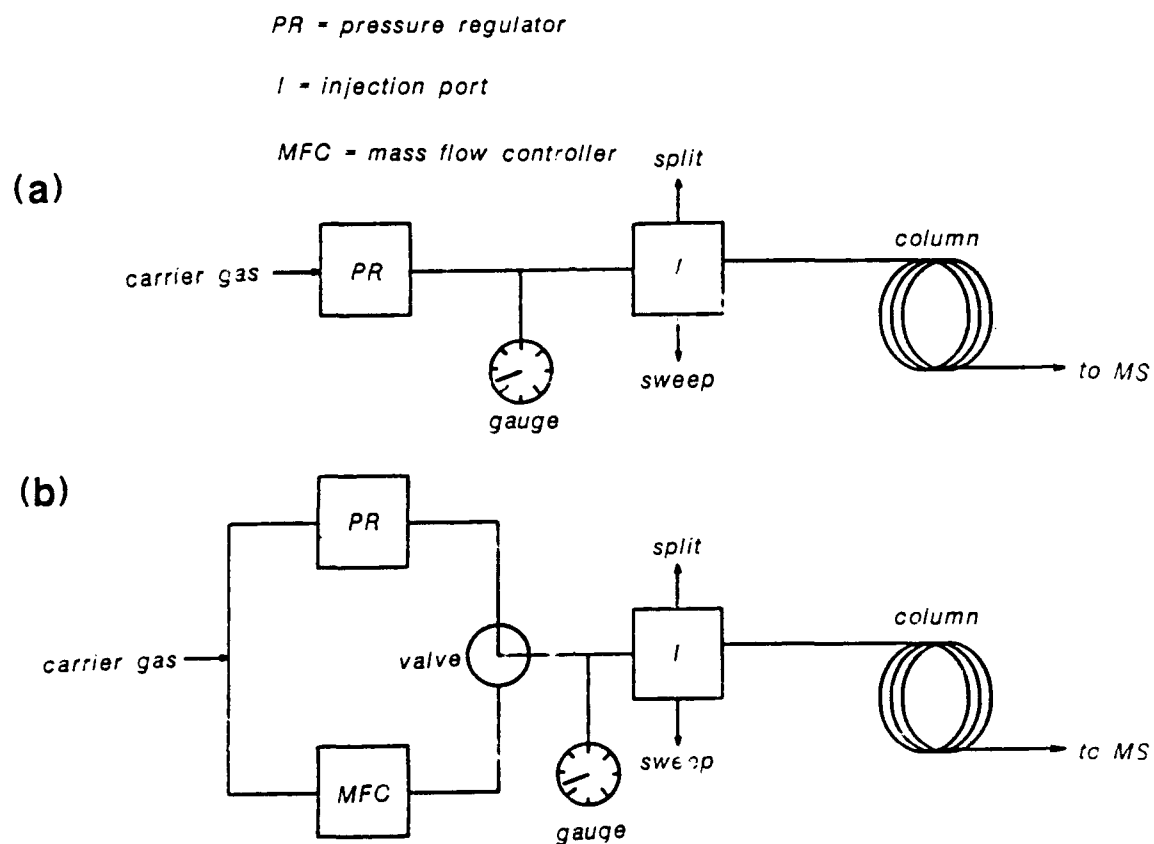 PR = pressure regulator
I = injection port
MFC = mass flow controller
(a)
split
carrier gas
PR
I
column
gauge
sweep
to MS
(b)
PR
split
carrier gas
valve
I
column
MFC
gauge
sweep
to MS